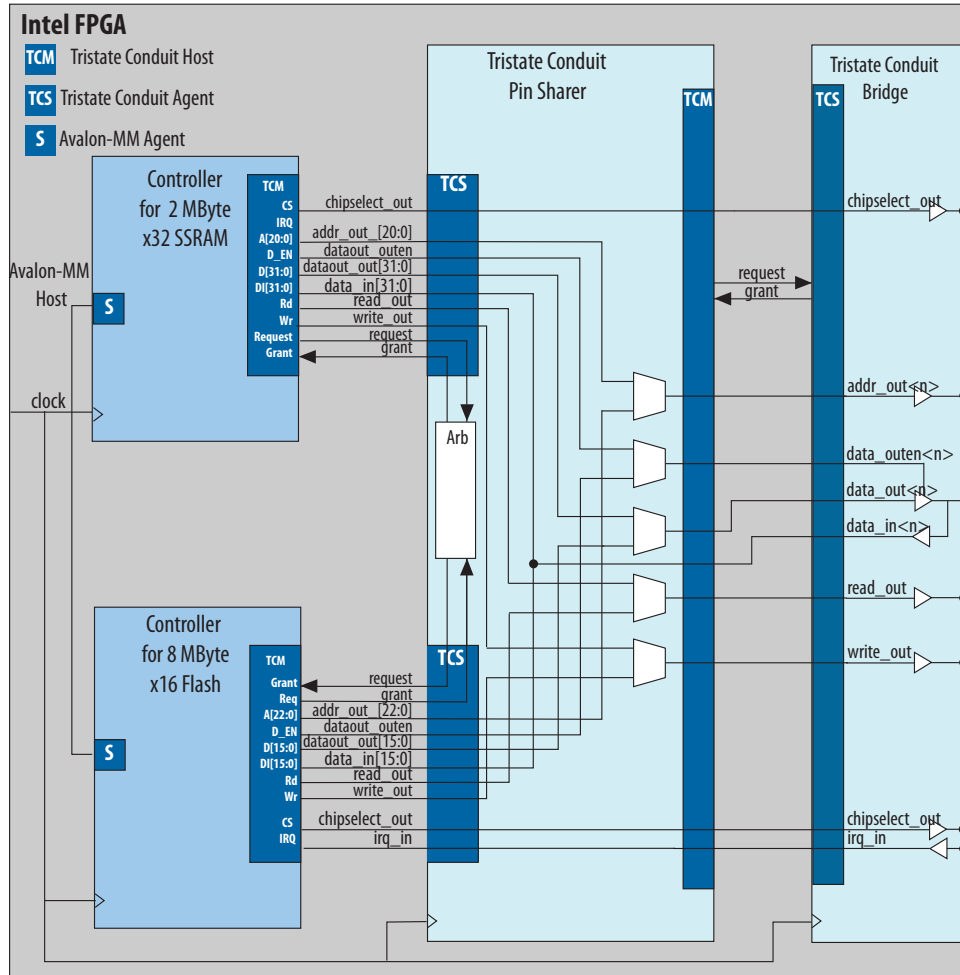 Intel FPGA
TCM Tristate Conduit Host
TCS Tristate Conduit Agent
S Avalon-MM Agent
Tristate Conduit
Pin Sharer
Tristate Conduit
Bridge
TCM
TCS
Controller
for 2 MByte
x32 SSRAM
TCM
CS
IRQ
A[20:0]
D_EN
D[31:0]
DI[31:0]
Rd
Wr
Request
Grant
chipselect_out
addr_out_[20:0]
dataout_outen
dataout_out[31:0]
data_in[31:0]
read_out
write_out
request
grant
TCS
Avalon-MM
Host
S
clock
Arb
request
grant
chipselect_out
addr_out<n>
data_outen<n>
data_out<n>
data_in<n>
read_out
write_out
Controller
for 8 MByte
x16 Flash
TCM
Grant
Req
A[22:0]
D_EN
D[15:0]
DI[15:0]
Rd
Wr
CS
IRQ
S
TCS
request
grant
addr_out_[22:0]
dataout_outen
dataout_out[15:0]
data_in[15:0]
read_out
write_out
chipselect_out
irq_in
chipselect_out
irq_in